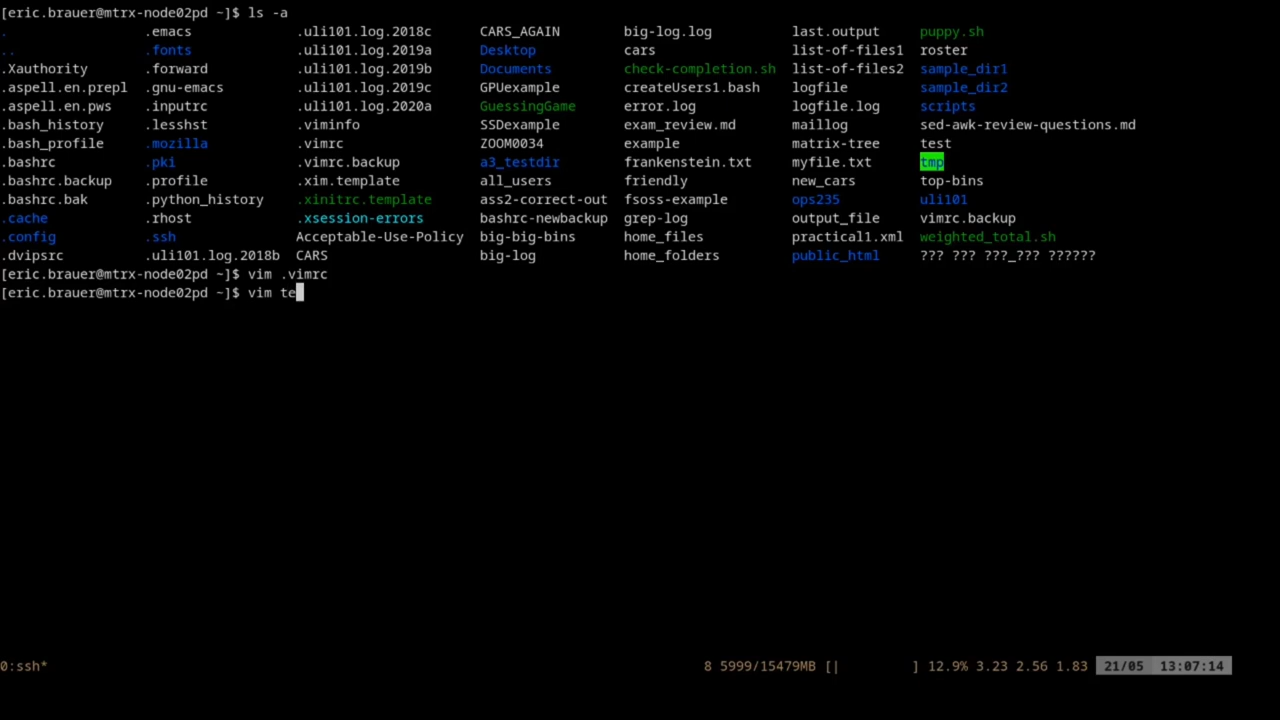 [eric.brauer@mtrx-node02pd ~]$ ls -a
. .emacs .uli101.log.2018c CARS_AGAIN big-log.log last.output puppy.sh
.. .fonts .uli101.log.2019a Desktop cars list-of-files1 roster
.Xauthority .forward .uli101.log.2019b Documents check-completion.sh list-of-files2 sample_dir1
.aspell.en.prepl .gnu-emacs .uli101.log.2019c GPUexample createUsers1.bash logfile sample_dir2
.aspell.en.pws .inputrc .uli101.log.2020a GuessingGame error.log logfile.log scripts
.bash_history .lesshst .viminfo SSDexample exam_review.md maillog sed-awk-review-questions.md
.bash_profile .mozilla .vimrc ZOOM0034 example matrix-tree test
.bashrc .pki .vimrc.backup a3_testdir frankenstein.txt myfile.txt tmp
.bashrc.backup .profile .xim.template all_users friendly new_cars top-bins
.bashrc.bak .python_history .xinitrc.template ass2-correct-out fsoss-example ops235 uli101
.cache .rhost .xsession-errors bashrc-newbackup grep-log output_file vimrc.backup
.config .ssh Acceptable-Use-Policy big-big-bins home_files practical1.xml weighted_total.sh
.dvipsrc .uli101.log.2018b CARS big-log home_folders public_html ??? ??? ???_??? ??????
[eric.brauer@mtrx-node02pd ~]$ vim .vimrc
[eric.brauer@mtrx-node02pd ~]$ vim te
0:ssh* 8 5999/15479MB [| ] 12.9% 3.23 2.56 1.83 21/05 13:07:14